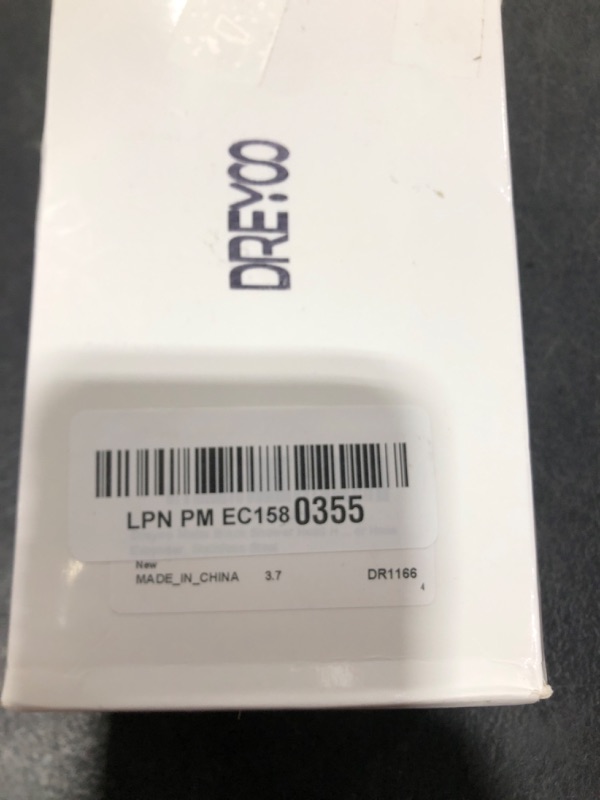 DREYOO
LPN PM EC158 0355
New
MADE_IN_CHINA 3.7 DR1166
4